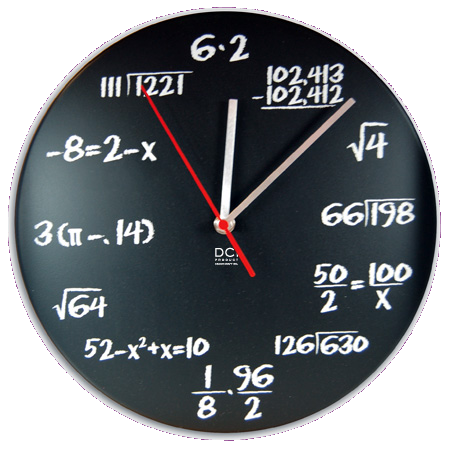 6·2
102,413
-102,412
√4
66⟌198
50/2 = 100/x
126⟌630
1/8 · 96/2
52-x²+x=10
√64
3(π-.14)
-8=2-x
111⟌1221
DCI